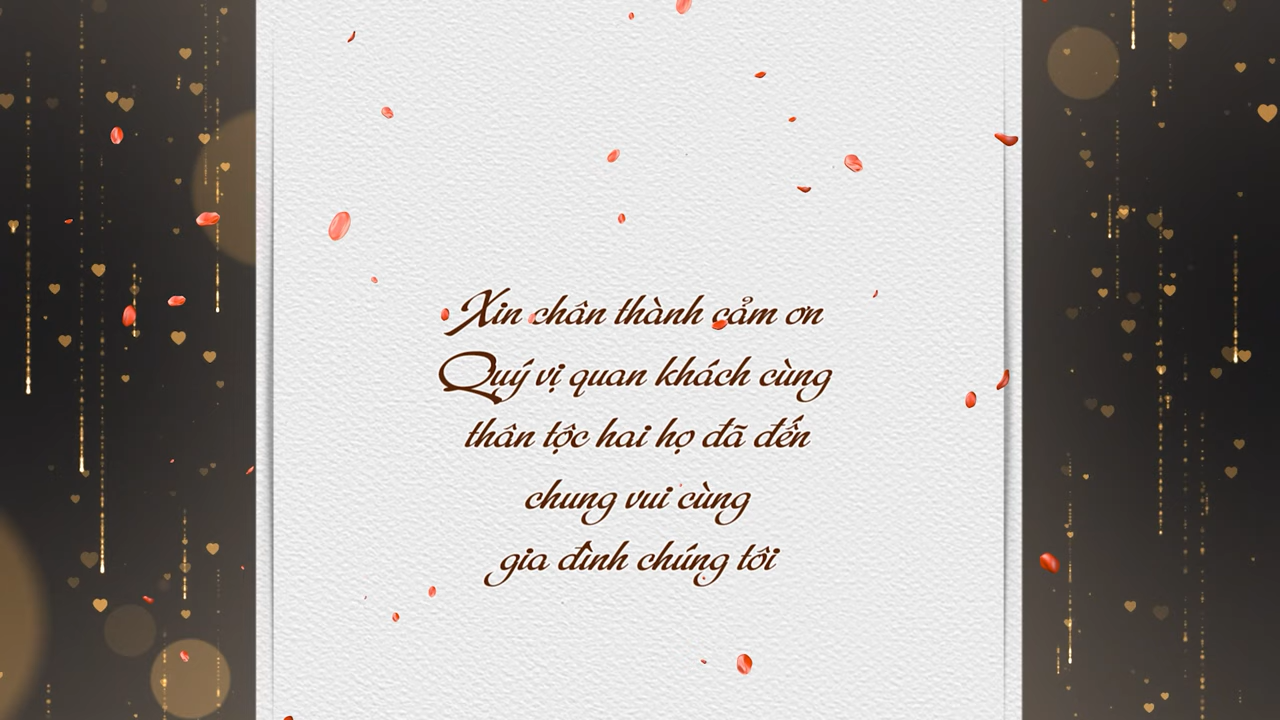 Xin chân thành cảm ơn
Quý vị quan khách cùng
thân tộc hai họ đã đến
chung vui cùng
gia đình chúng tôi